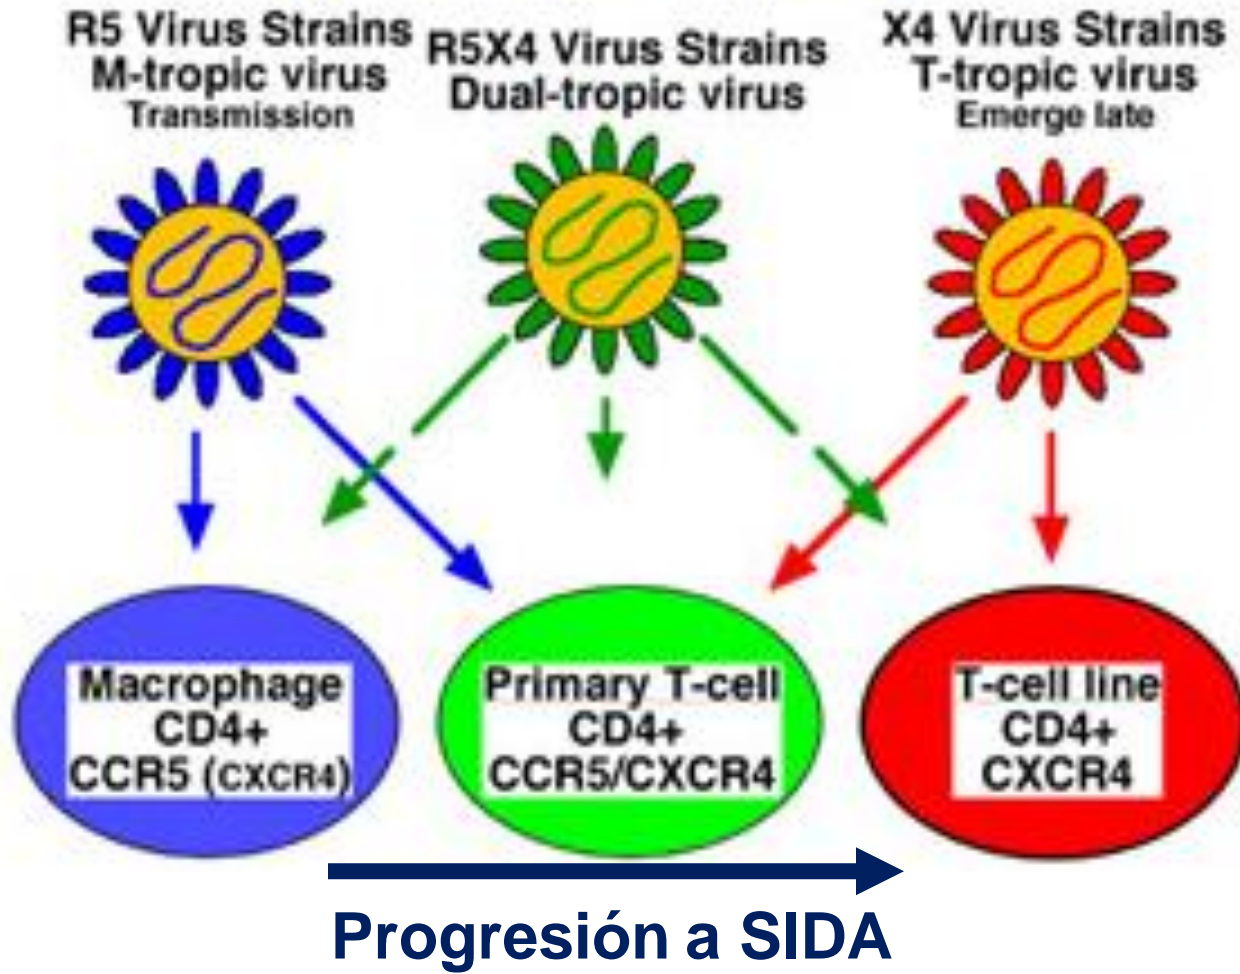 R5 Virus Strains
M-tropic virus
Transmission
R5X4 Virus Strains
Dual-tropic virus
X4 Virus Strains
T-tropic virus
Emerge late
Macrophage
CD4+
CCR5 (CXCR4)
Primary T-cell
CD4+
CCR5/CXCR4
T-cell line
CD4+
CXCR4
Progresión a SIDA